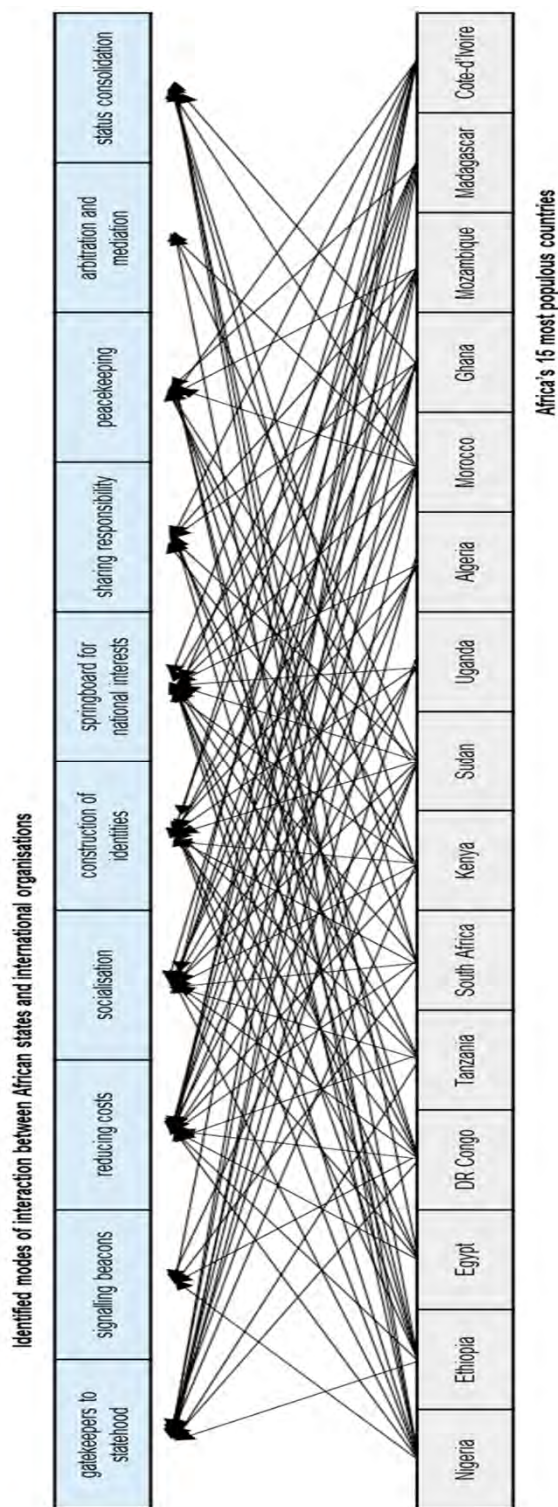 Identified modes of interaction between African states and international organisations
gatekeepers to
statehood
signalling beacons
reducing costs
socialisation
construction of
identities
springboard for
national interests
sharing responsibility
peacekeeping
arbitration and
mediation
status consolidation
Nigeria
Ethiopia
Egypt
DR Congo
Tanzania
South Africa
Kenya
Sudan
Uganda
Algeria
Morocco
Ghana
Mozambique
Madagascar
Cote-d'Ivoire
Africa's 15 most populous countries